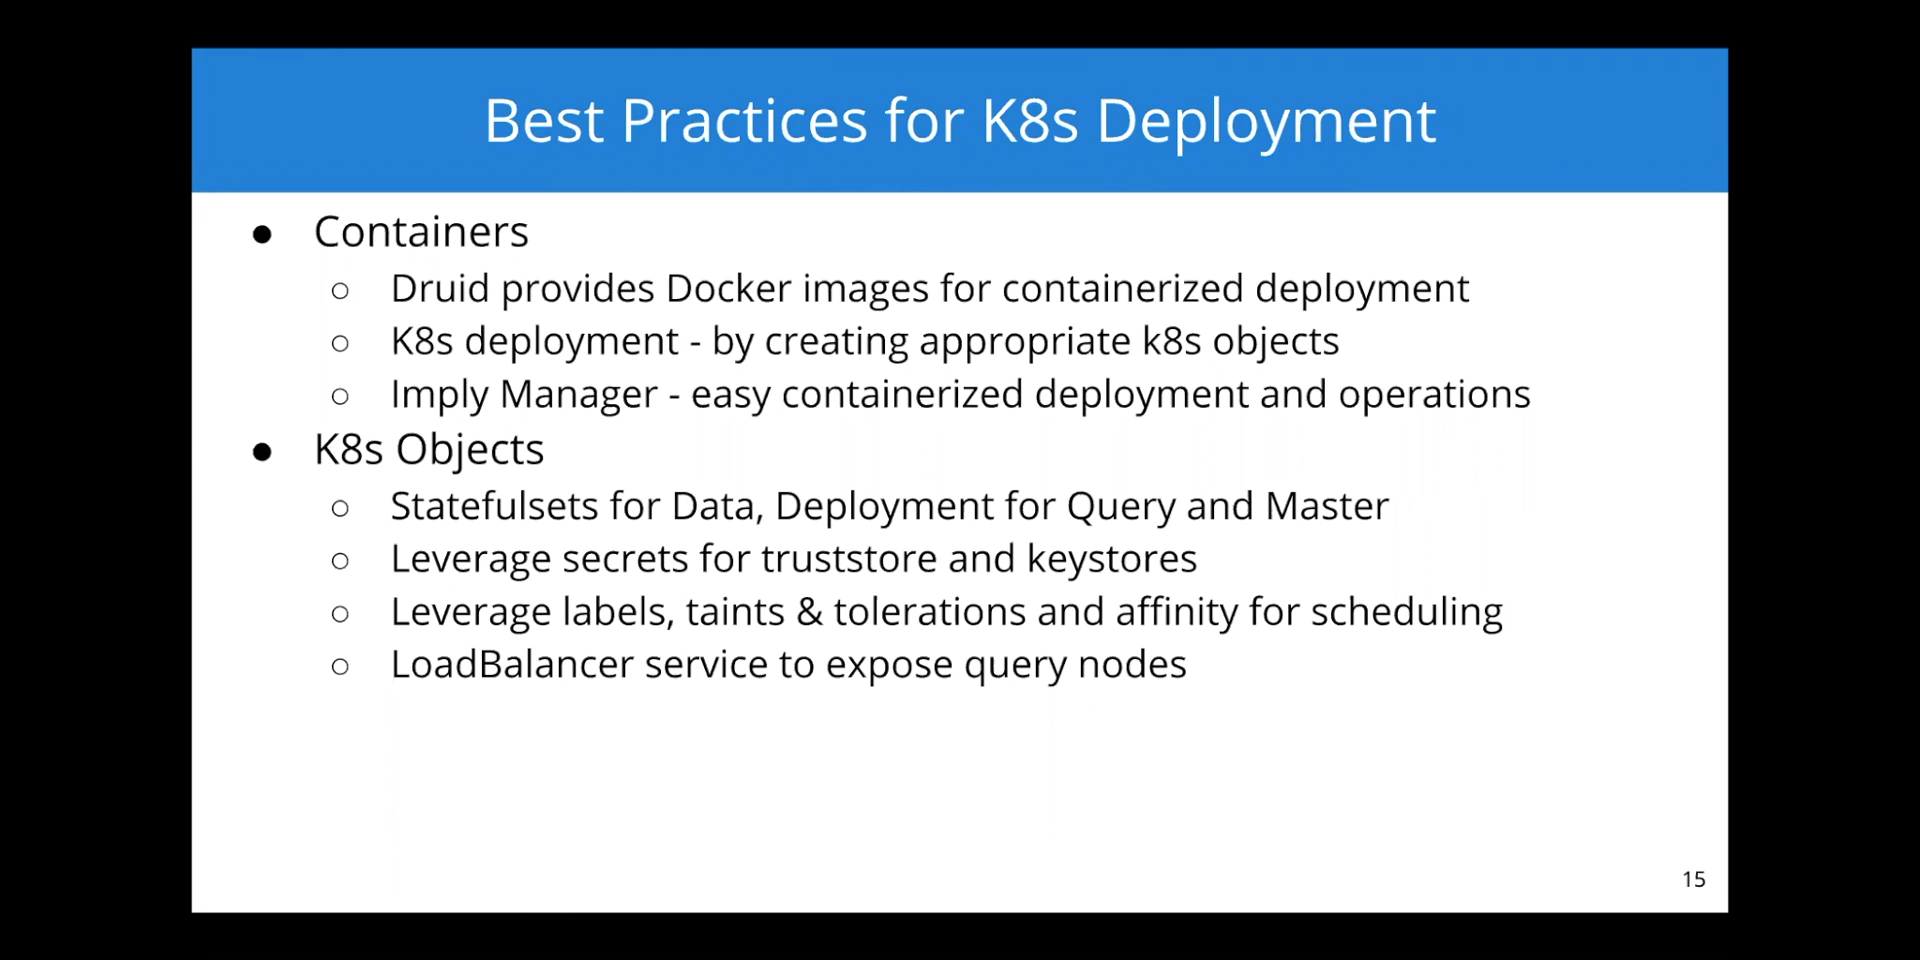 Best Practices for K8s Deployment
● Containers
○ Druid provides Docker images for containerized deployment
○ K8s deployment - by creating appropriate k8s objects
○ Imply Manager - easy containerized deployment and operations
● K8s Objects
○ Statefulsets for Data, Deployment for Query and Master
○ Leverage secrets for truststore and keystores
○ Leverage labels, taints & tolerations and affinity for scheduling
○ LoadBalancer service to expose query nodes
15